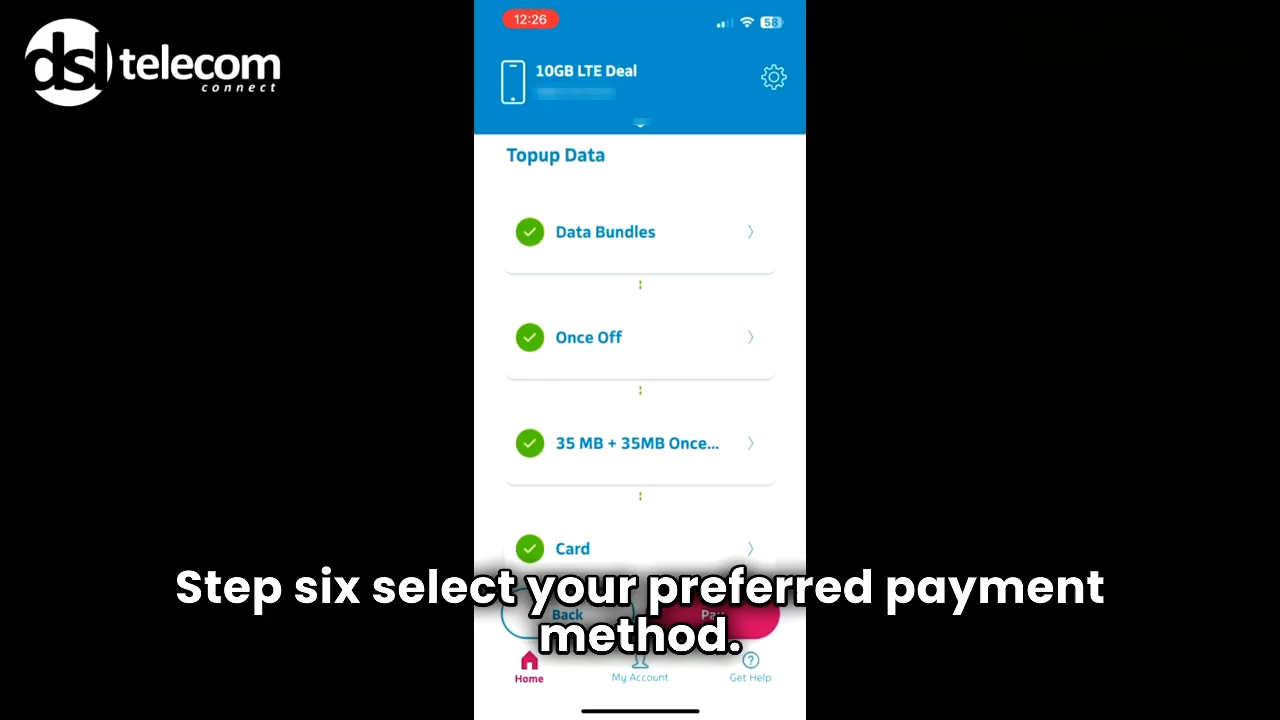 dsl telecom
connect
12:26
58
10GB LTE Deal
Topup Data
Data Bundles
Once Off
35 MB + 35MB Once...
Card
Step six select your preferred payment
method.
Back
Home
My Account
Get Help